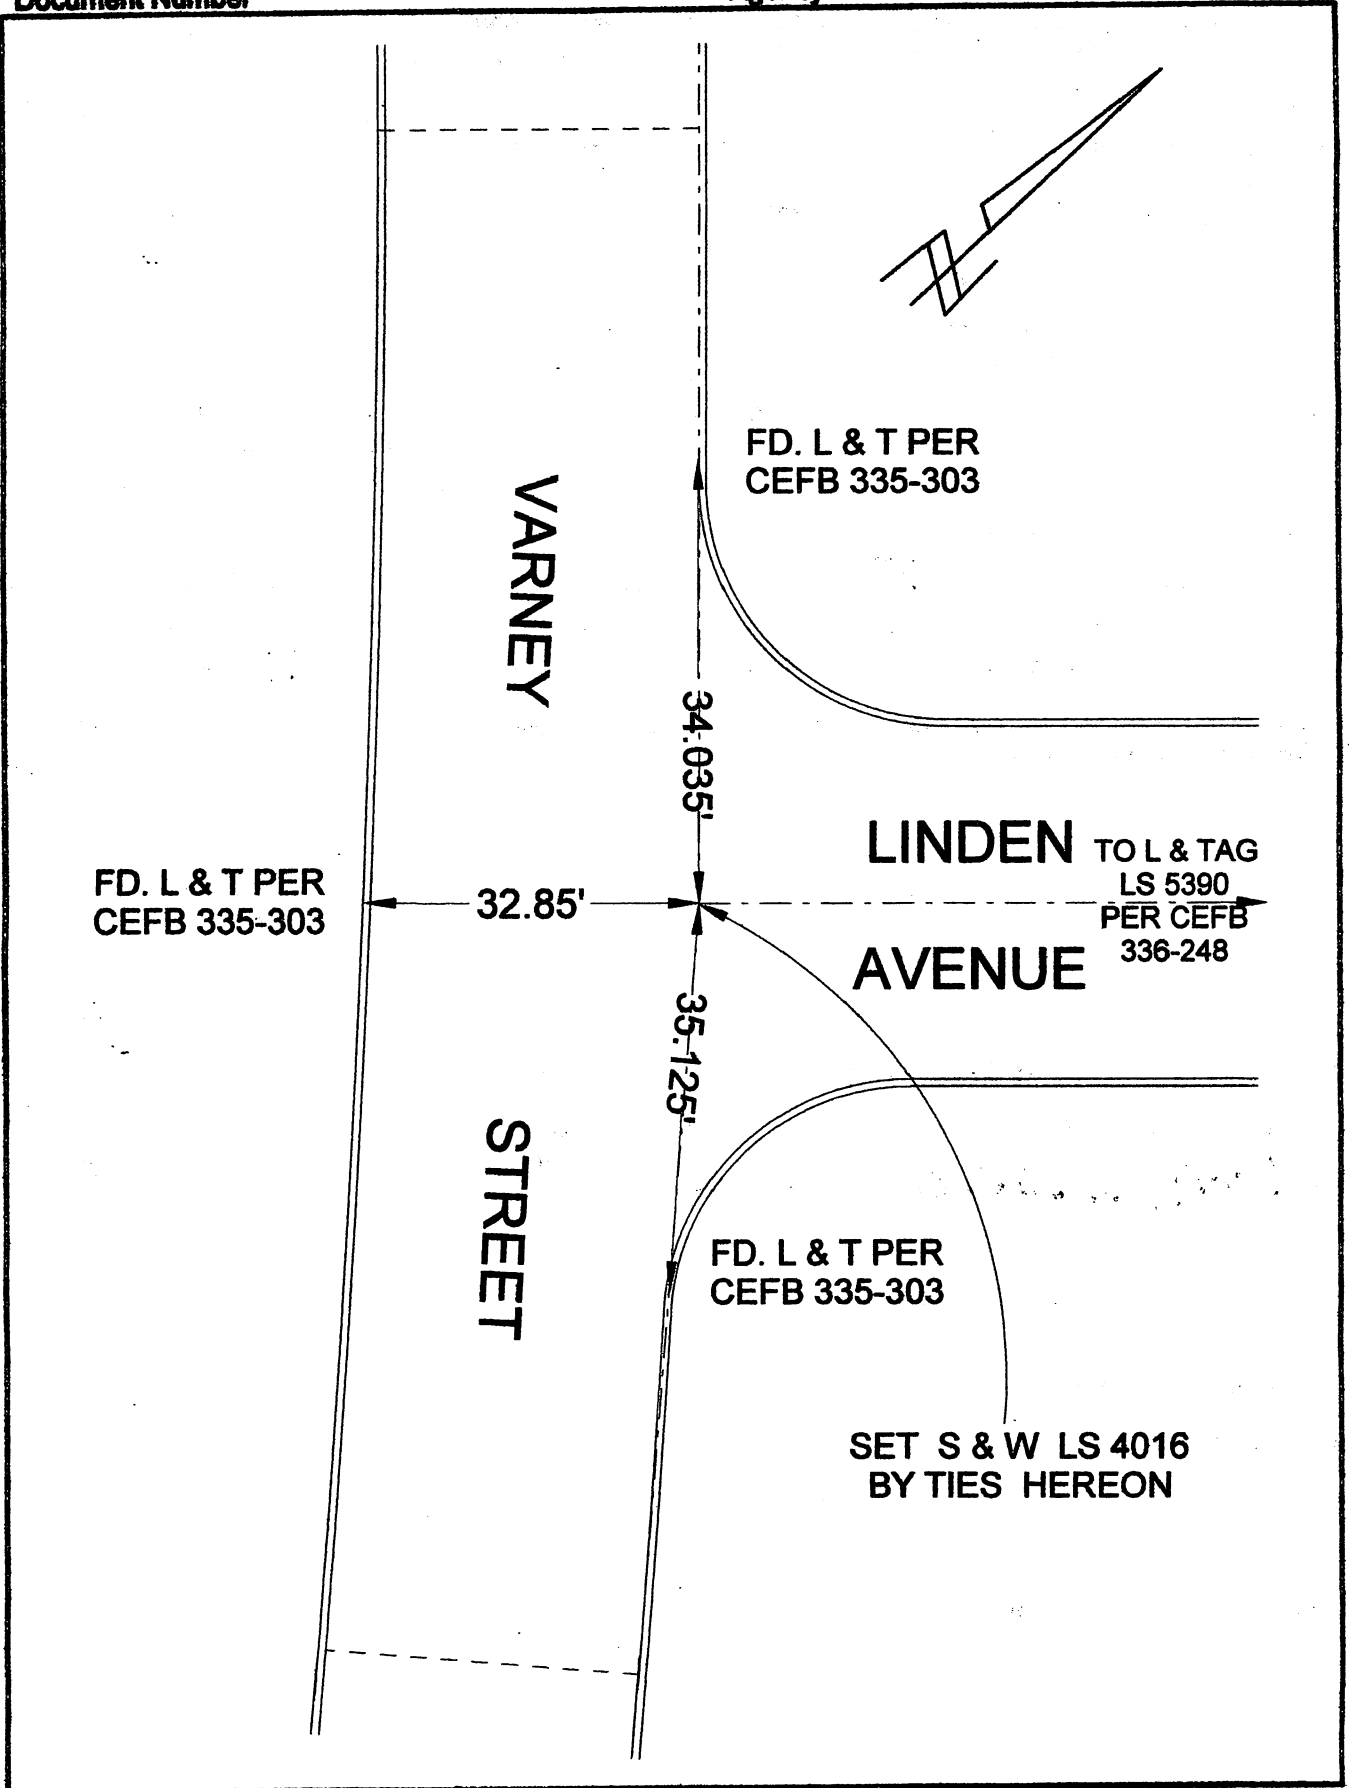 Document Number
FD. L & T PER
CEFB 335-303
VARNEY
34.035'
LINDEN
TO L & TAG
LS 5390
PER CEFB
336-248
FD. L & T PER
CEFB 335-303
32.85'
AVENUE
35.125'
STREET
FD. L & T PER
CEFB 335-303
SET S & W LS 4016
BY TIES HEREON